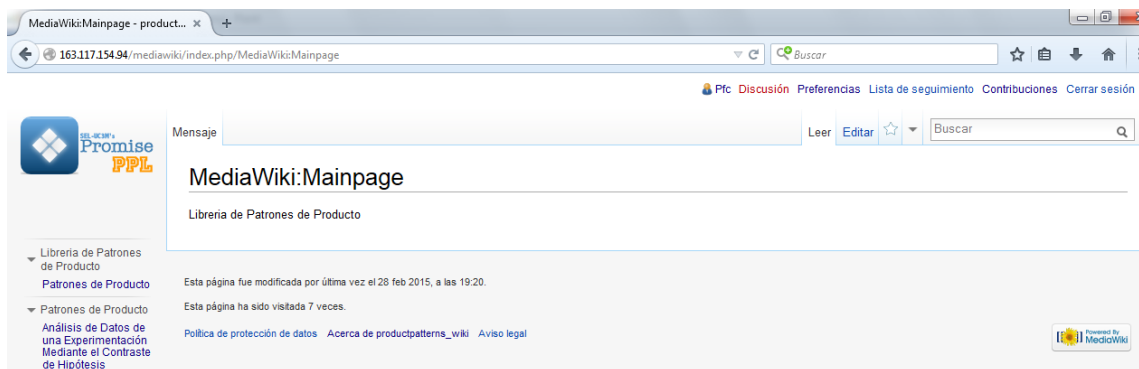 MediaWiki:Mainpage - product... ×
163.117.154.94/mediawiki/index.php/MediaWiki:Mainpage
Buscar
Pfc Discusión Preferencias Lista de seguimiento Contribuciones Cerrar sesión
SEL-UC3M's
Promise
PPL
Mensaje
Leer Editar
Buscar
MediaWiki:Mainpage
Libreria de Patrones de Producto
Libreria de Patrones
de Producto
Patrones de Producto
Patrones de Producto
Análisis de Datos de
una Experimentación
Mediante el Contraste
de Hipótesis
Esta página fue modificada por última vez el 28 feb 2015, a las 19:20.
Esta página ha sido visitada 7 veces.
Política de protección de datos Acerca de productpatterns_wiki Aviso legal
Powered By
MediaWiki